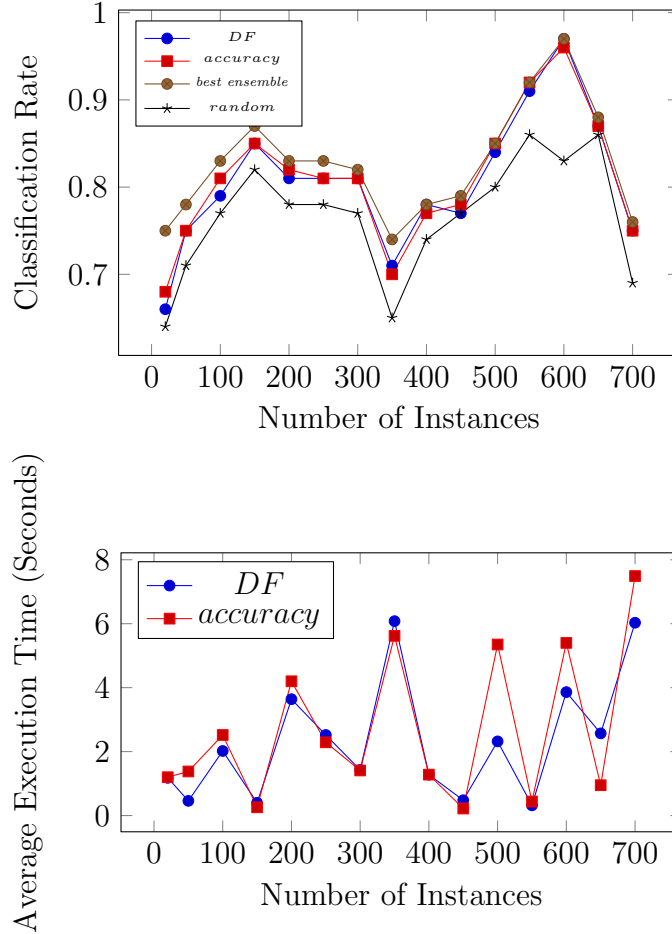 Classification Rate
1
0.9
0.8
0.7
DF
accuracy
best ensemble
random
0 100 200 300 400 500 600 700
Number of Instances
Average Execution Time (Seconds)
8
6
4
2
0
DF
accuracy
0 100 200 300 400 500 600 700
Number of Instances